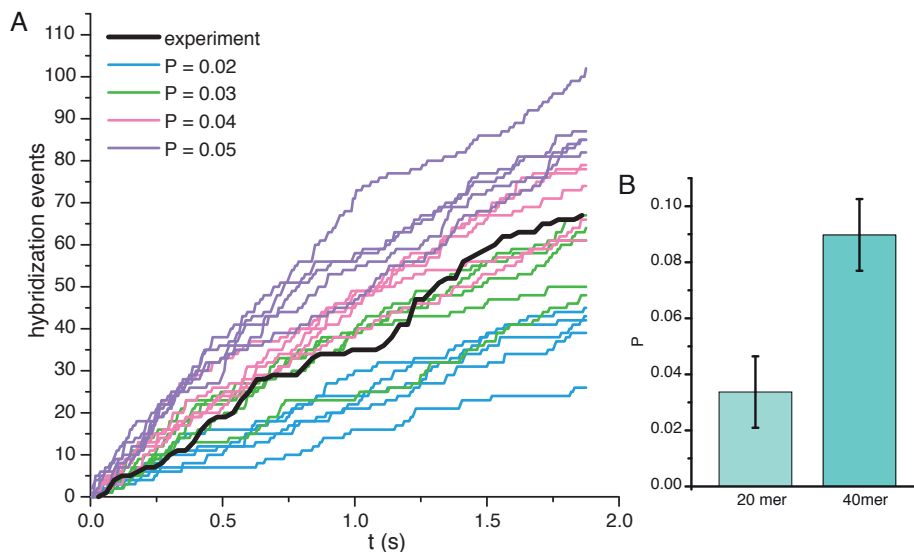 A
experiment
P = 0.02
P = 0.03
P = 0.04
P = 0.05
hybridization events
110
100
90
80
70
60
50
40
30
20
10
0
0.0 0.5 1.0 1.5 2.0
t (s)
B
P
0.10
0.08
0.06
0.04
0.02
0.00
20 mer 40mer